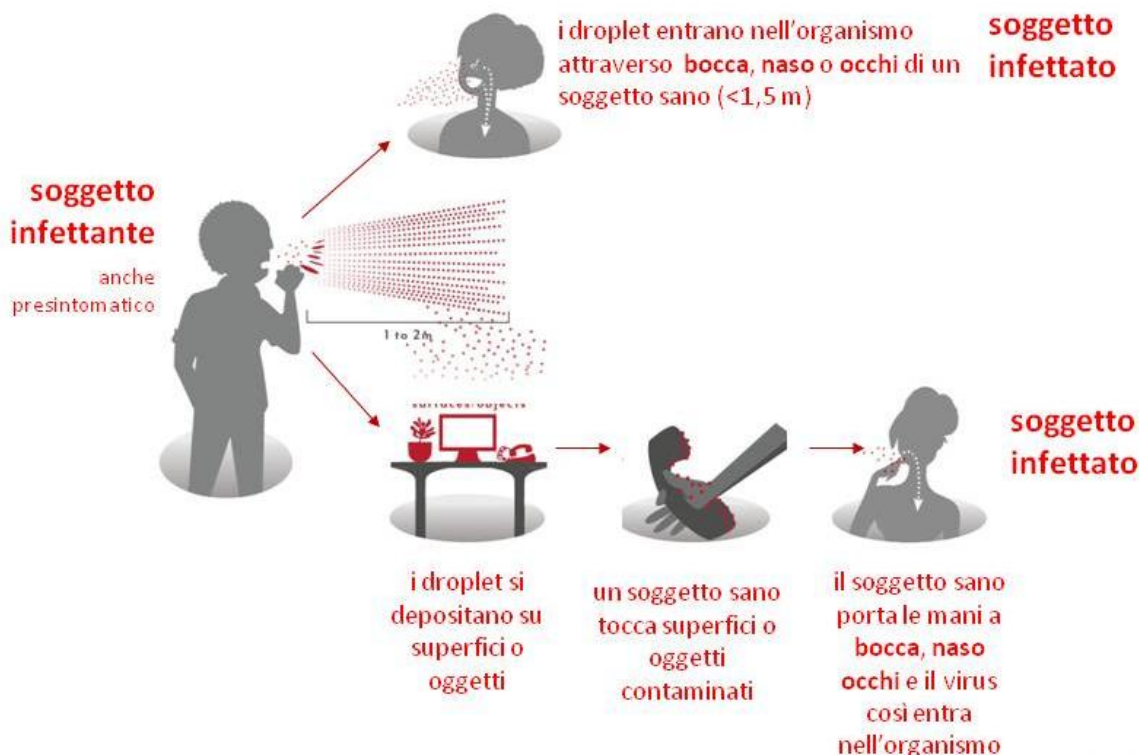 i droplet entrano nell'organismo
attraverso bocca, naso o occhi di un
soggetto sano (<1,5 m)
soggetto
infettato
soggetto
infettante
anche
presintomatico
1 to 2m
surfaces/objects
soggetto
infettato
i droplet si
depositano su
superfici o
oggetti
un soggetto sano
tocca superfici o
oggetti
contaminati
il soggetto sano
porta le mani a
bocca, naso
occhi e il virus
così entra
nell'organismo